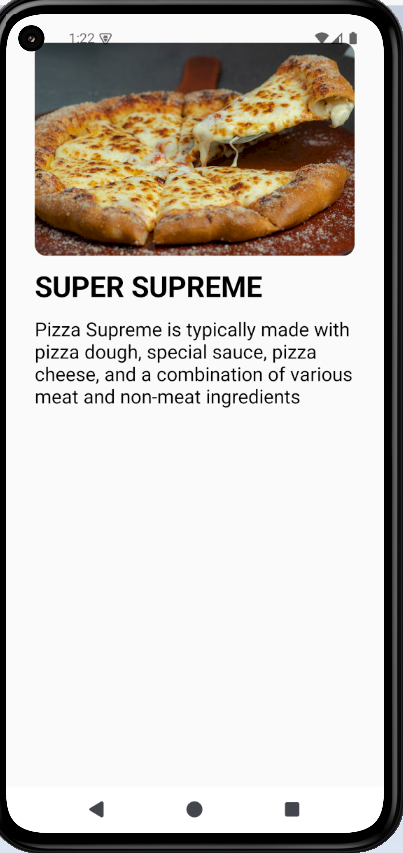 1:22
SUPER SUPREME
Pizza Supreme is typically made with
pizza dough, special sauce, pizza
cheese, and a combination of various
meat and non-meat ingredients